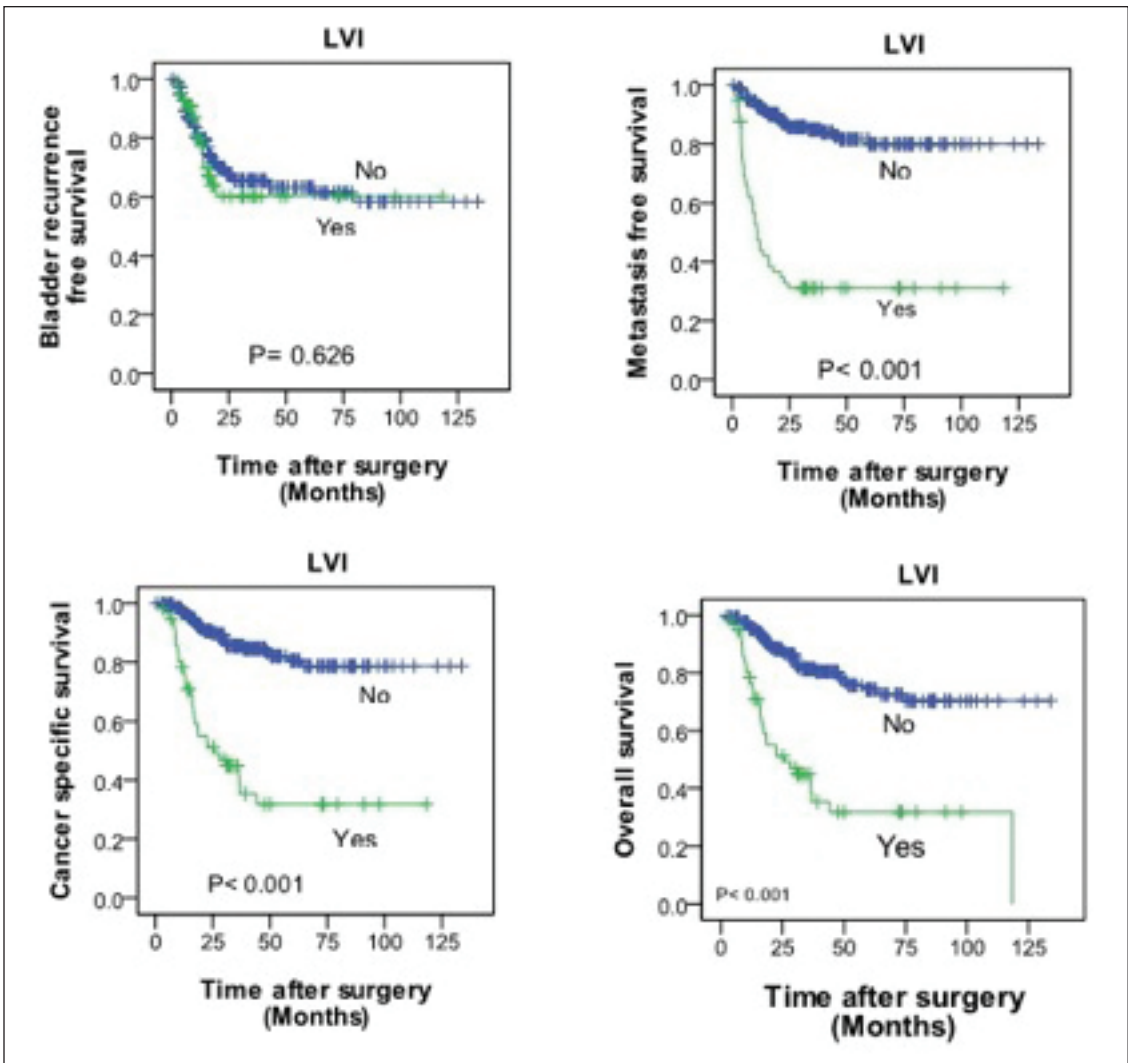 LVI
Bladder recurrence
free survival
1.0
0.8
0.6
0.4
0.2
0.0
No
Yes
P= 0.626
0 25 50 75 100 125
Time after surgery
(Months)
LVI
Metastasis free survival
1.0
0.8
0.6
0.4
0.2
0.0
No
Yes
P< 0.001
0 25 50 75 100 125
Time after surgery
(Months)
LVI
Cancer specific survival
1.0
0.8
0.6
0.4
0.2
0.0
No
Yes
P< 0.001
0 25 50 75 100 125
Time after surgery
(Months)
LVI
Overall survival
1.0
0.8
0.6
0.4
0.2
0.0
No
Yes
P< 0.001
0 25 50 75 100 125
Time after surgery
(Months)